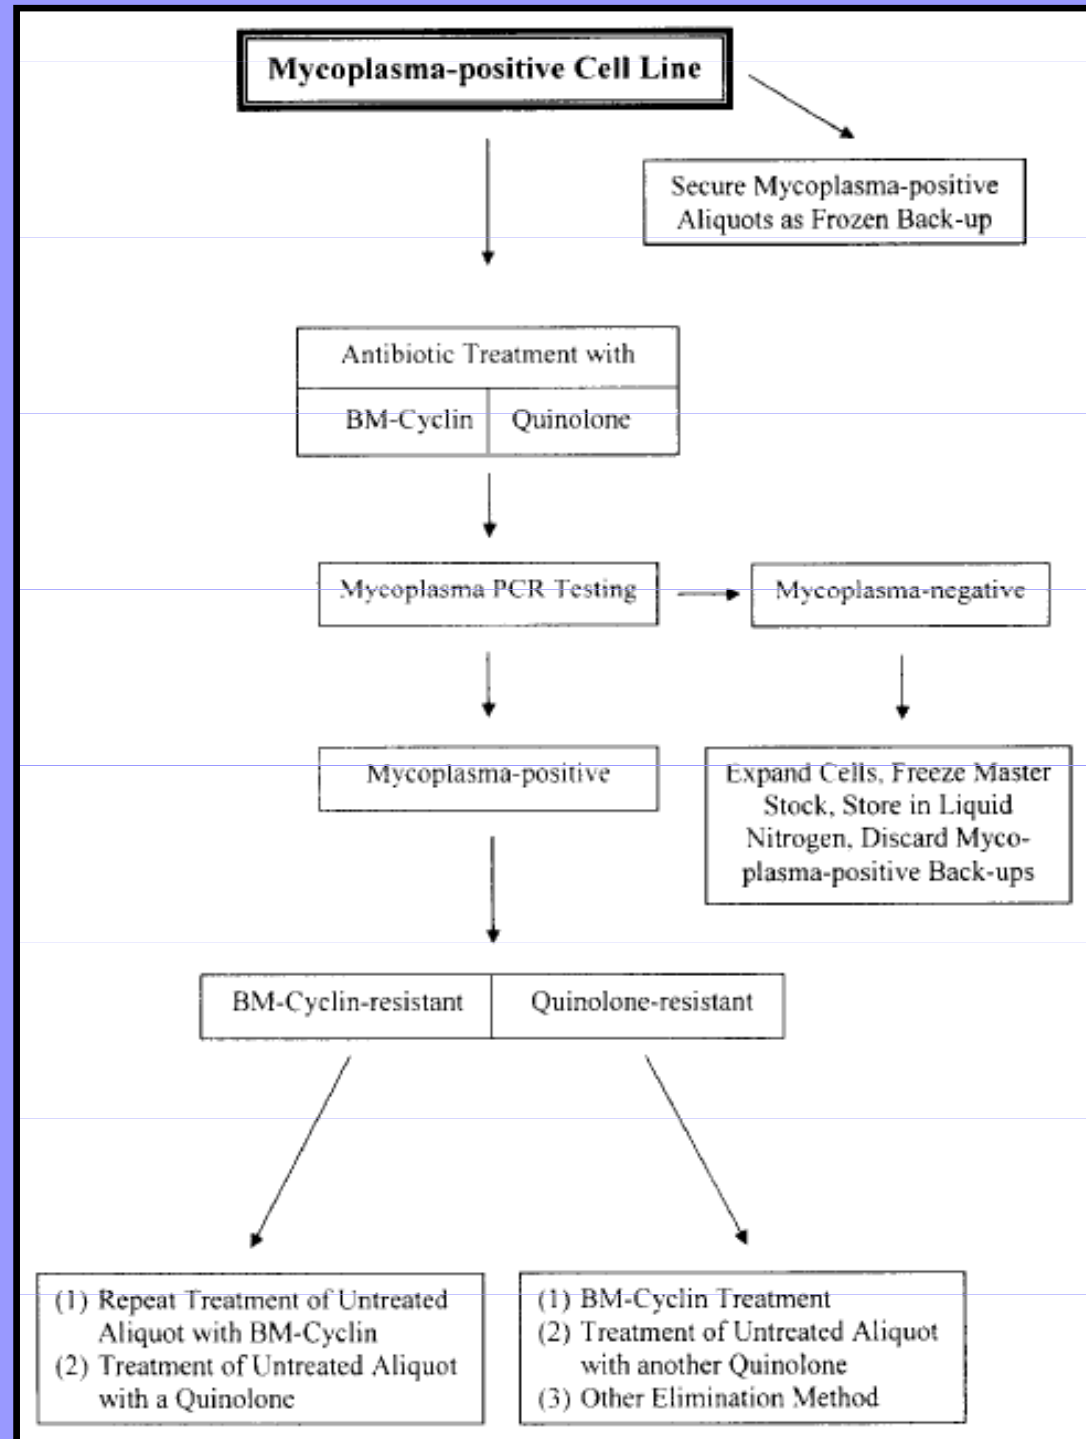 Mycoplasma-positive Cell Line
Secure Mycoplasma-positive
Aliquots as Frozen Back-up
Antibiotic Treatment with
BM-Cyclin
Quinolone
Mycoplasma PCR Testing
Mycoplasma-negative
Mycoplasma-positive
Expand Cells, Freeze Master
Stock, Store in Liquid
Nitrogen, Discard Myco-
plasma-positive Back-ups
BM-Cyclin-resistant
Quinolone-resistant
(1) Repeat Treatment of Untreated
Aliquot with BM-Cyclin
(2) Treatment of Untreated Aliquot
with a Quinolone
(1) BM-Cyclin Treatment
(2) Treatment of Untreated Aliquot
with another Quinolone
(3) Other Elimination Method